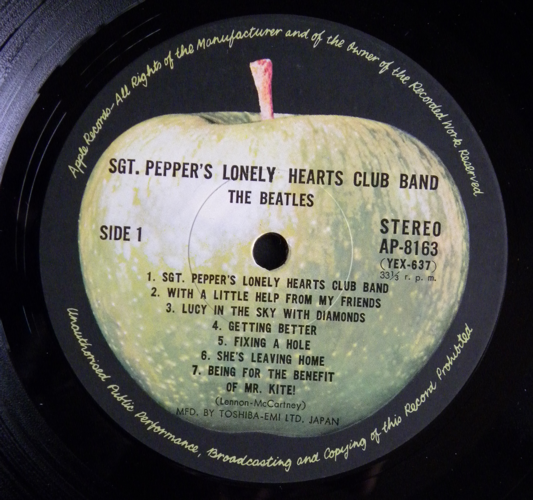 Apple Records-All Rights of the Manufacturer and of the Owner of the Recorded Work Reserved
SGT. PEPPER'S LONELY HEARTS CLUB BAND
THE BEATLES
SIDE 1
STEREO
AP-8163
(YEX-637)
33⅓ r. p. m.
1. SGT. PEPPER'S LONELY HEARTS CLUB BAND
2. WITH A LITTLE HELP FROM MY FRIENDS
3. LUCY IN THE SKY WITH DIAMONDS
4. GETTING BETTER
5. FIXING A HOLE
6. SHE'S LEAVING HOME
7. BEING FOR THE BENEFIT
OF MR. KITE!
(Lennon-McCartney)
MFD. BY TOSHIBA-EMI LTD. JAPAN
Unauthorised Public Performance, Broadcasting and Copying of this Record Prohibited